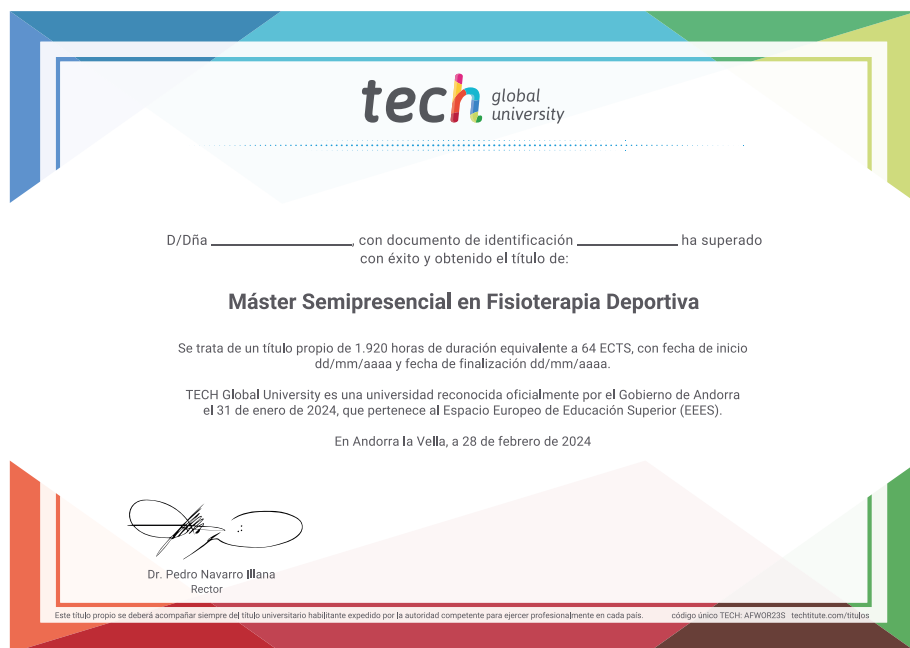 tech global
university
D/Dña ____________________, con documento de identificación ______________ ha superado
con éxito y obtenido el título de:
Máster Semipresencial en Fisioterapia Deportiva
Se trata de un título propio de 1.920 horas de duración equivalente a 64 ECTS, con fecha de inicio
dd/mm/aaaa y fecha de finalización dd/mm/aaaa.
TECH Global University es una universidad reconocida oficialmente por el Gobierno de Andorra
el 31 de enero de 2024, que pertenece al Espacio Europeo de Educación Superior (EEES).
En Andorra la Vella, a 28 de febrero de 2024
Dr. Pedro Navarro Illana
Rector
Este título propio se deberá acompañar siempre del título universitario habilitante expedido por la autoridad competente para ejercer profesionalmente en cada país. código único TECH: AFWOR23S techtitute.com/titulos